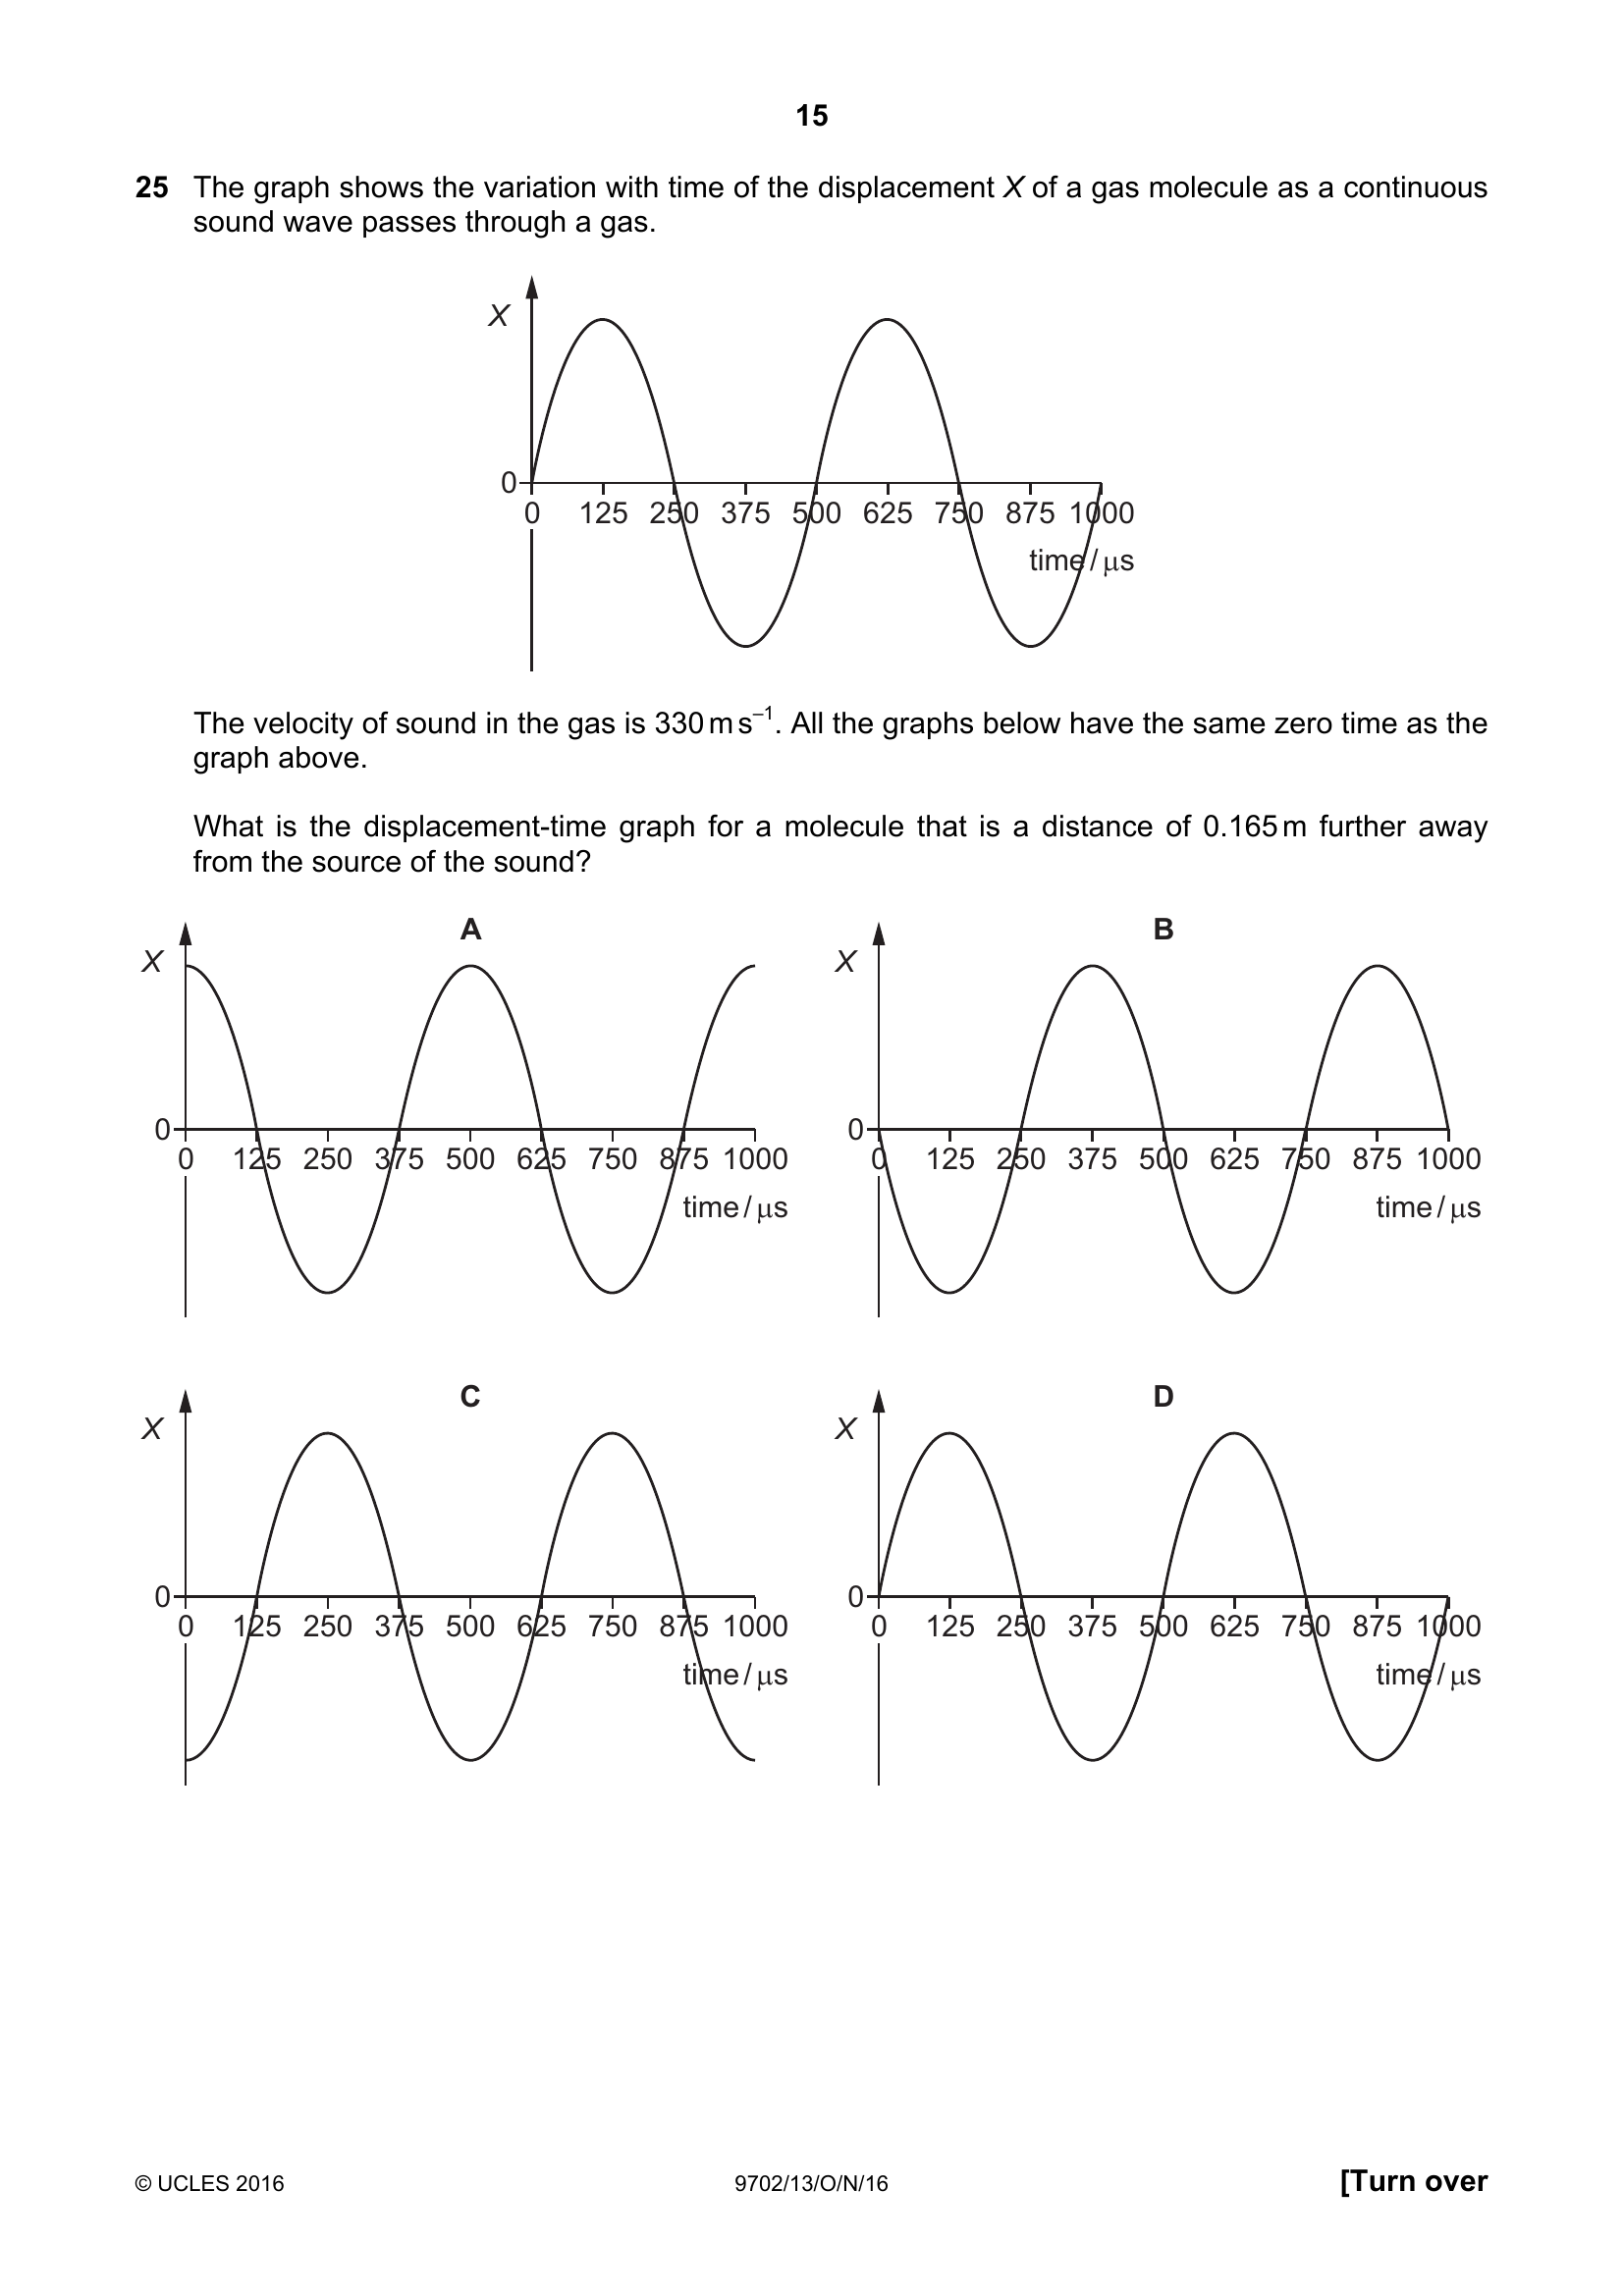 15
25 The graph shows the variation with time of the displacement X of a gas molecule as a continuous
sound wave passes through a gas.
X
0
0 125 250 375 500 625 750 875 1000
time / μs
The velocity of sound in the gas is 330 m s⁻¹. All the graphs below have the same zero time as the
graph above.
What is the displacement-time graph for a molecule that is a distance of 0.165 m further away
from the source of the sound?
A
X
0
0 125 250 375 500 625 750 875 1000
time / μs
B
X
0
0 125 250 375 500 625 750 875 1000
time / μs
C
X
0
0 125 250 375 500 625 750 875 1000
time / μs
D
X
0
0 125 250 375 500 625 750 875 1000
time / μs
© UCLES 2016 9702/13/O/N/16 [Turn over